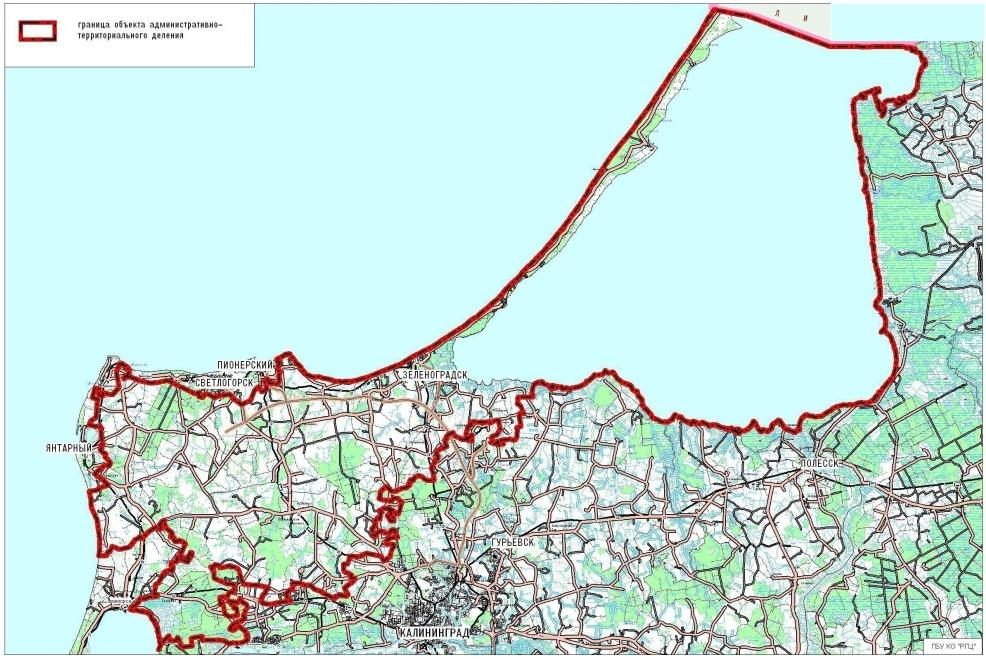 граница объекта административно-
территориального деления
Л И
ПИОНЕРСКИЙ
СВЕТЛОГОРСК
ЗЕЛЕНОГРАДСК
ЯНТАРНЫЙ
ПОЛЕССК
ГУРЬЕВСК
КАЛИНИНГРАД
ГБУ КО "РГЦ"